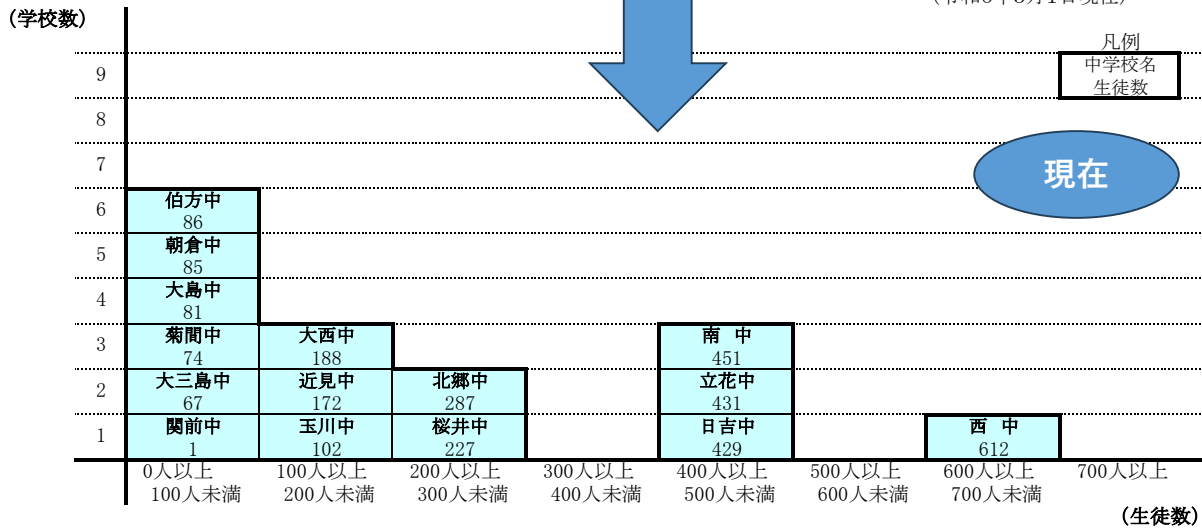 (学校数)
凡例
中学校名
生徒数
9
8
7
現在
6
伯方中
86
5
朝倉中
85
4
大島中
81
3
菊間中
74
大西中
188
南 中
451
2
大三島中
67
近見中
172
北郷中
287
立花中
431
1
関前中
1
玉川中
102
桜井中
227
日吉中
429
西 中
612
0人以上
100人未満
100人以上
200人未満
200人以上
300人未満
300人以上
400人未満
400人以上
500人未満
500人以上
600人未満
600人以上
700人未満
700人以上
(生徒数)